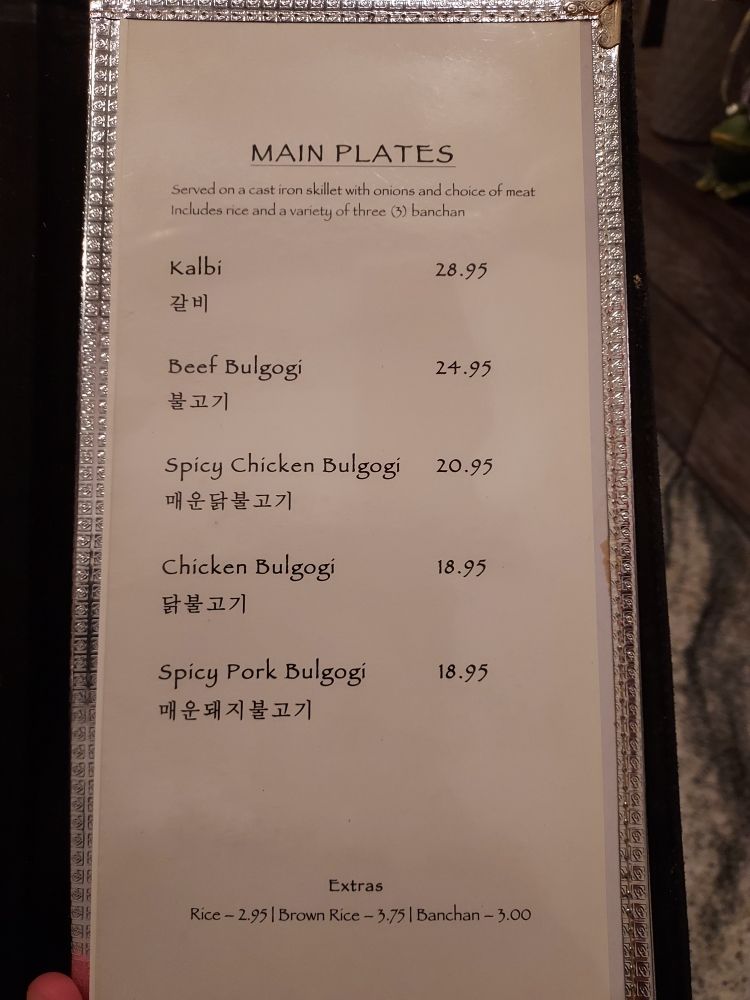 MAIN PLATES
Served on a cast iron skillet with onions and choice of meat
Includes rice and a variety of three (3) banchan
Kalbi 28.95
갈비
Beef Bulgogi 24.95
불고기
Spicy Chicken Bulgogi 20.95
매운닭불고기
Chicken Bulgogi 18.95
닭불고기
Spicy Pork Bulgogi 18.95
매운돼지불고기
Extras
Rice – 2.95 | Brown Rice – 3.75 | Banchan – 3.00